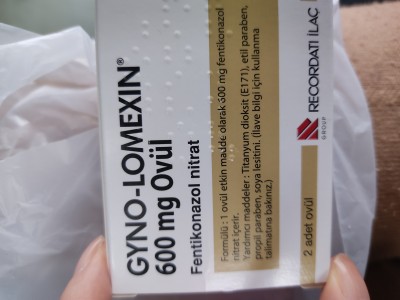 GYNO-LOMEXIN®
600 mg Ovül
Fentikonazol nitrat
Formülü : 1 ovül etkin madde olarak 600 mg fentikonazol
nitrat içerir.
Yardımcı maddeler : Titanyum dioksit (E171), etil paraben,
propil paraben, soya lesitini. (İlave bilgi için kullanma
talimatına bakınız.)
2 adet ovül
RECORDATI İLAÇ
GROUP